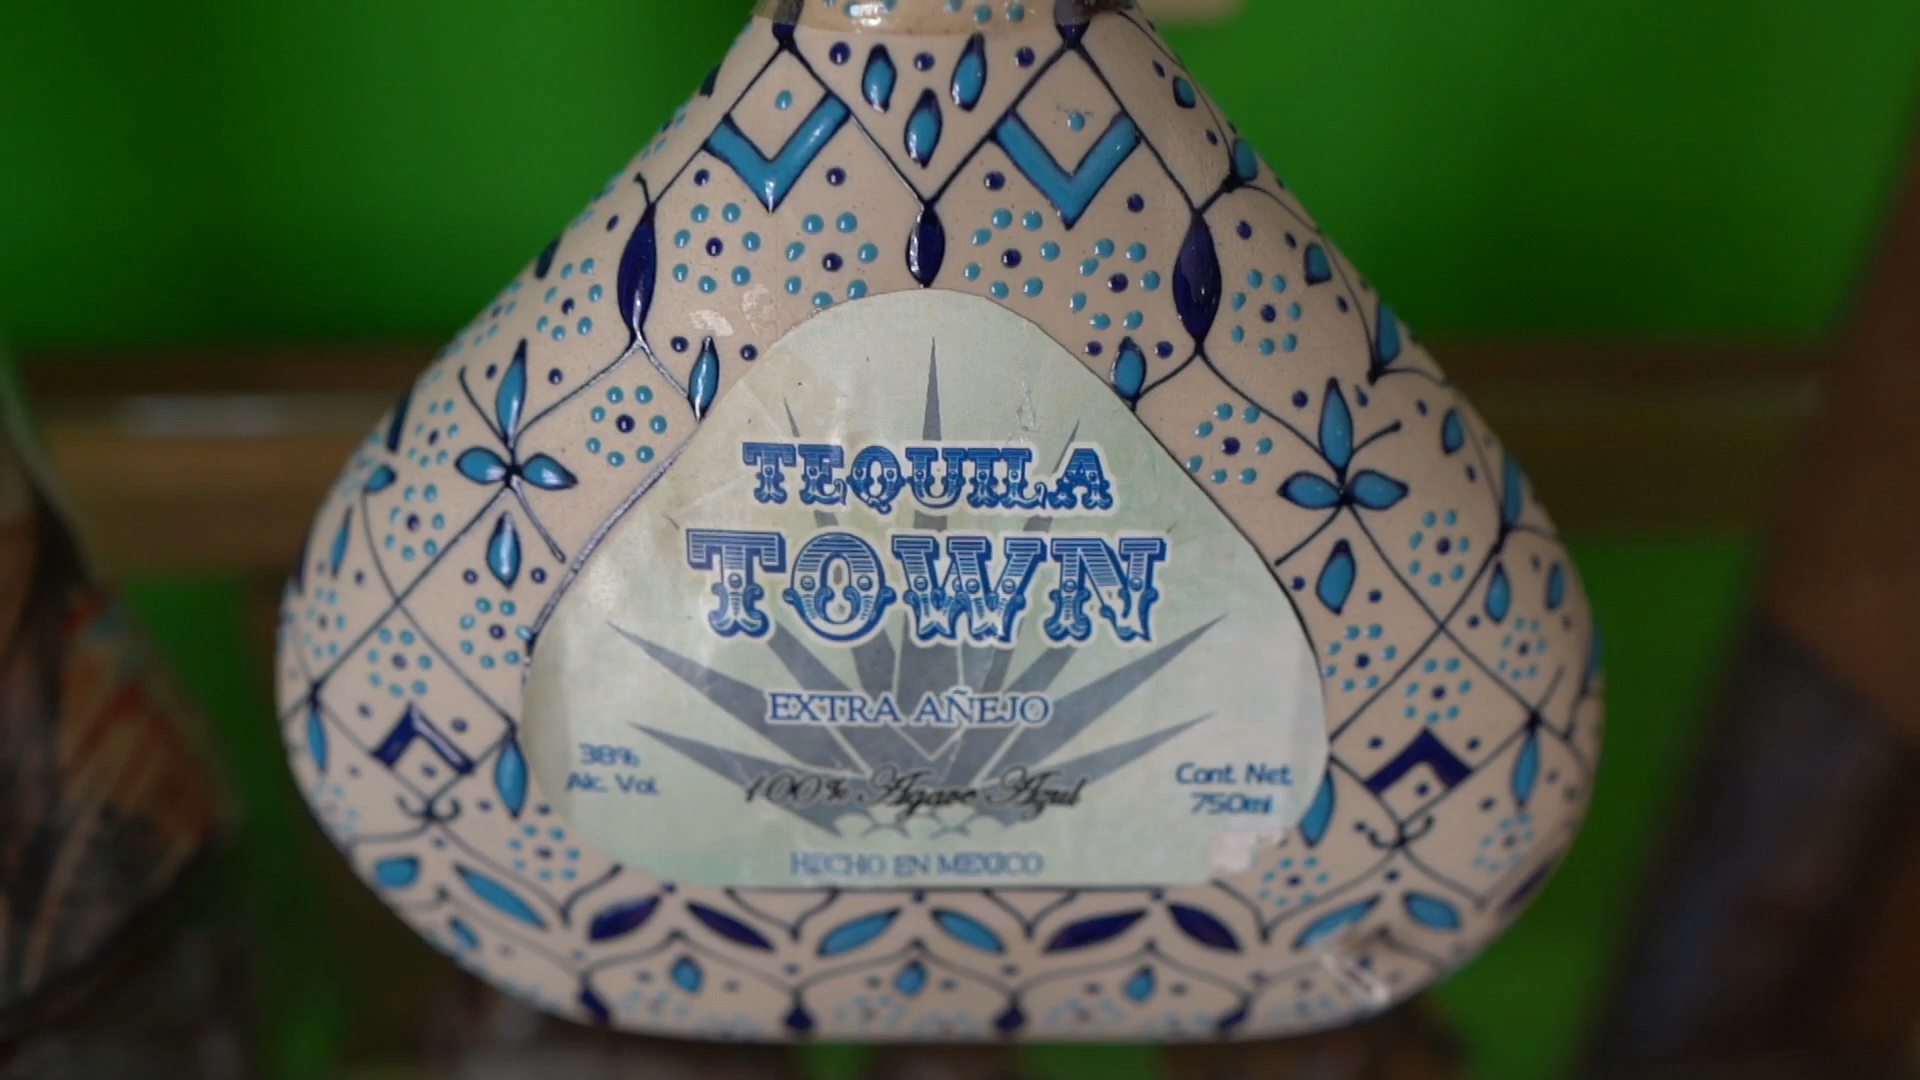 TEQUILA
TOWN
EXTRA AÑEJO
38%
Alc. Vol.
100% Agave Azul
Cont. Net.
750ml
HECHO EN MEXICO